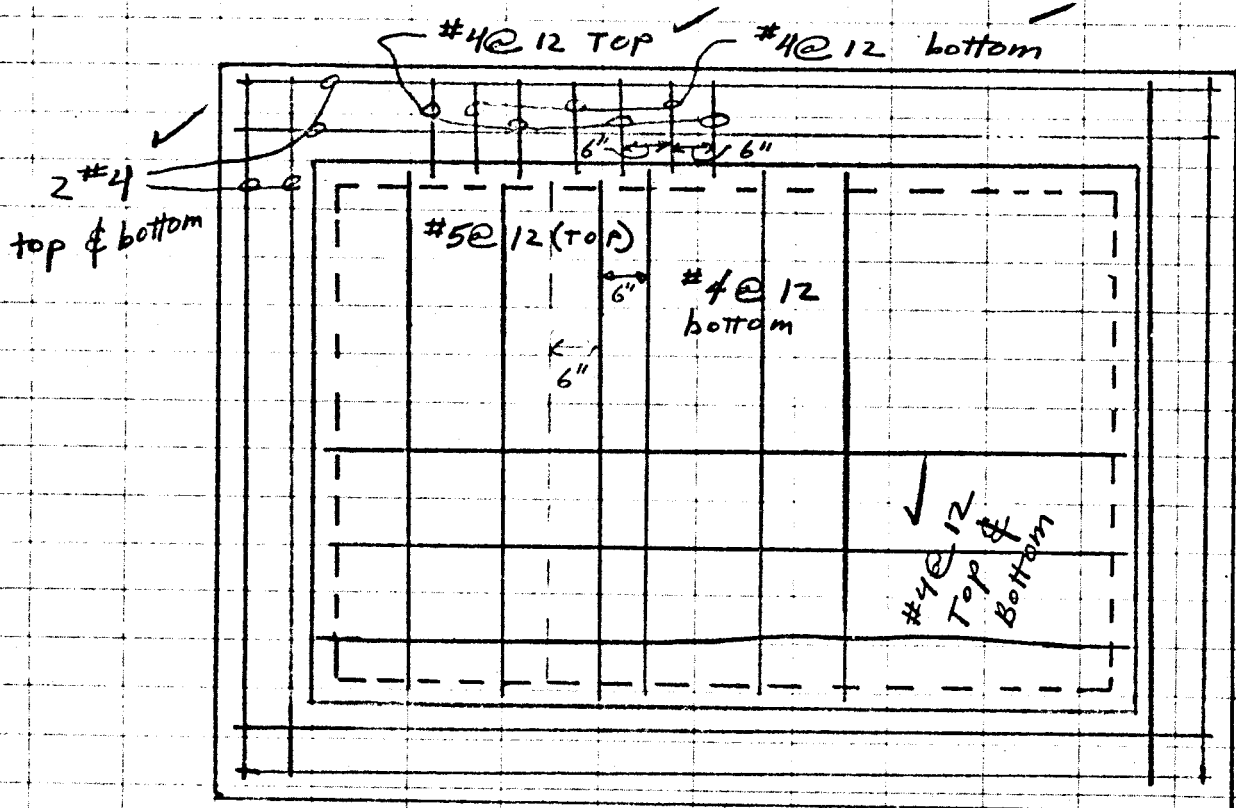 #4@ 12 TOP
#4@ 12 bottom
2 #4
top & bottom
6"
6"
#5@ 12 (TOP)
6"
#4 @ 12
bottom
6"
#4@ 12
Top &
Bottom